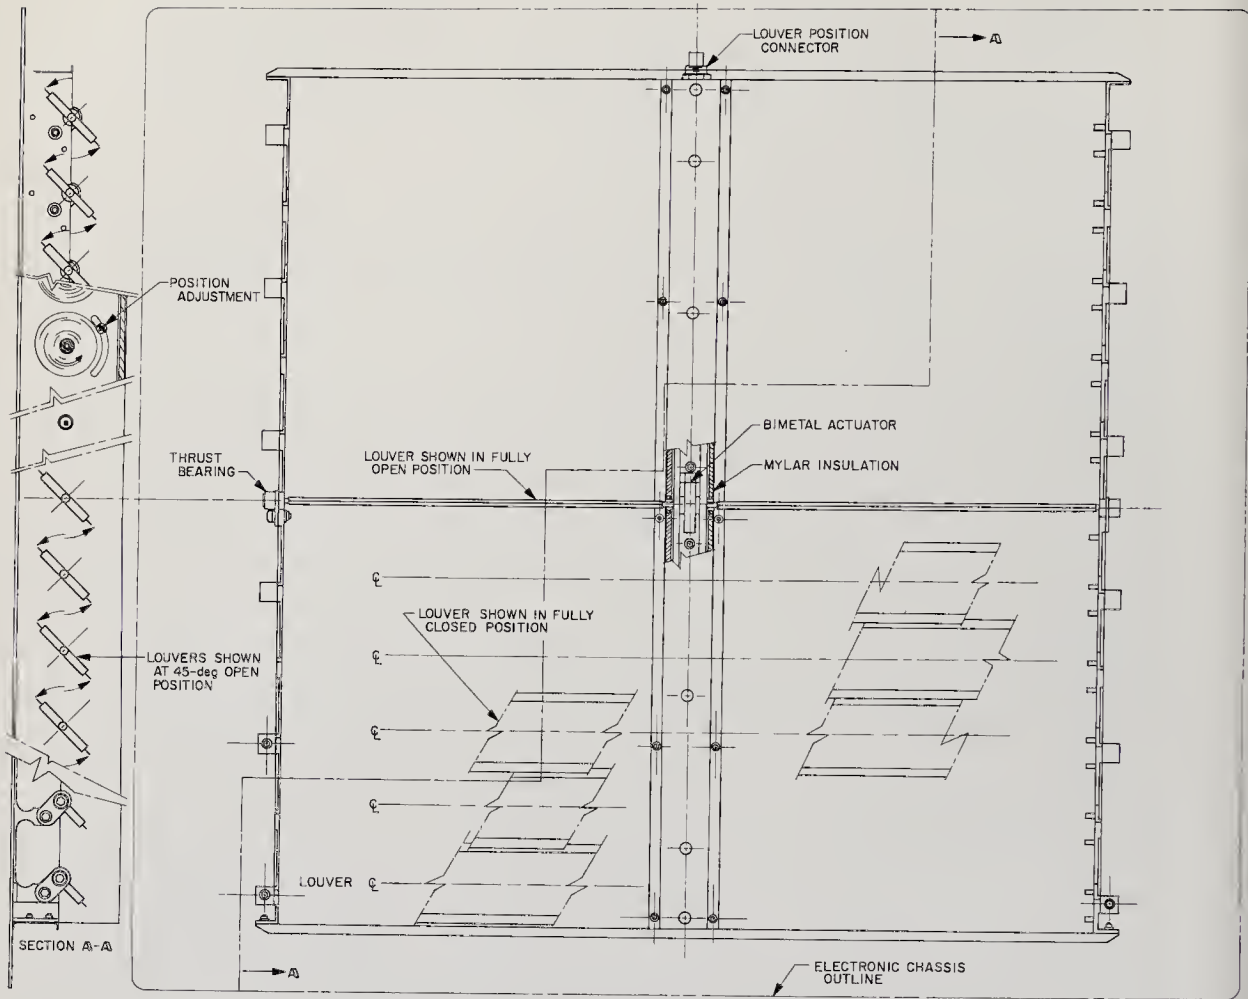 LOUVER POSITION
CONNECTOR
A
POSITION
ADJUSTMENT
BIMETAL ACTUATOR
THRUST
BEARING
LOUVER SHOWN IN FULLY
OPEN POSITION
MYLAR INSULATION
LOUVER SHOWN IN FULLY
CLOSED POSITION
LOUVERS SHOWN
AT 45-deg OPEN
POSITION
℄
℄
℄
℄
LOUVER ℄
SECTION A-A
A
ELECTRONIC CHASSIS
OUTLINE